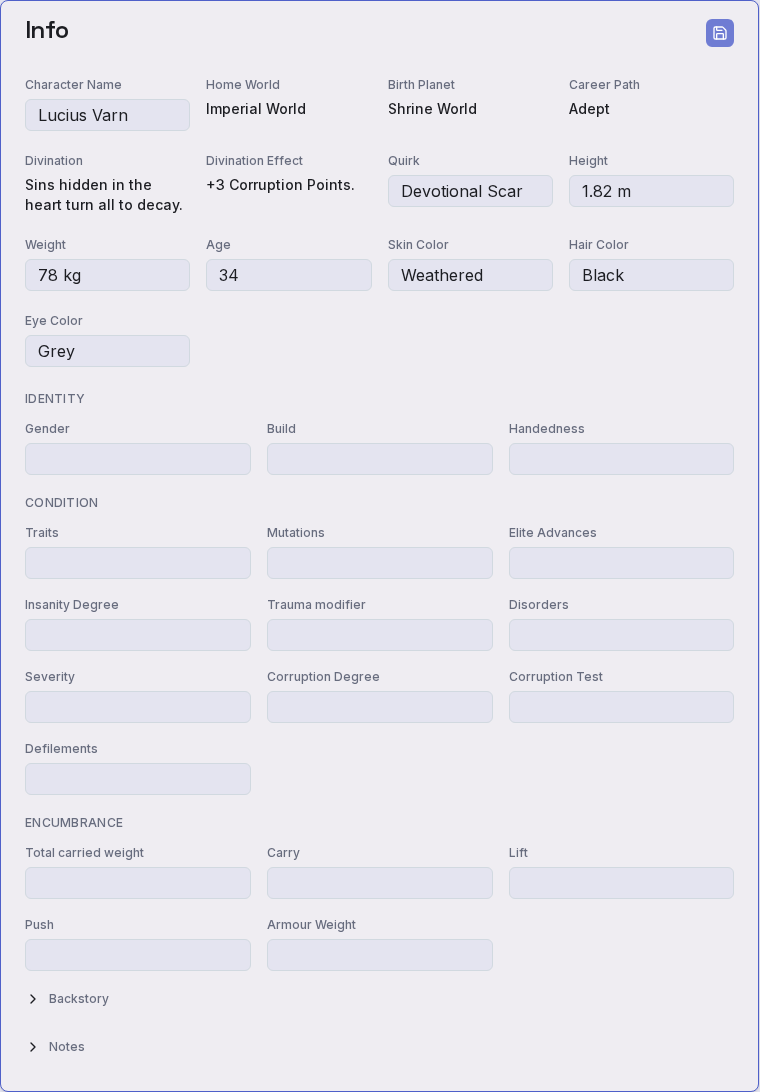 Info
Character Name
Home World
Birth Planet
Career Path
Lucius Varn
Imperial World
Shrine World
Adept
Divination
Divination Effect
Quirk
Height
Sins hidden in the
heart turn all to decay.
+3 Corruption Points.
Devotional Scar
1.82 m
Weight
Age
Skin Color
Hair Color
78 kg
34
Weathered
Black
Eye Color
Grey
IDENTITY
Gender
Build
Handedness
CONDITION
Traits
Mutations
Elite Advances
Insanity Degree
Trauma modifier
Disorders
Severity
Corruption Degree
Corruption Test
Defilements
ENCUMBRANCE
Total carried weight
Carry
Lift
Push
Armour Weight
Backstory
Notes